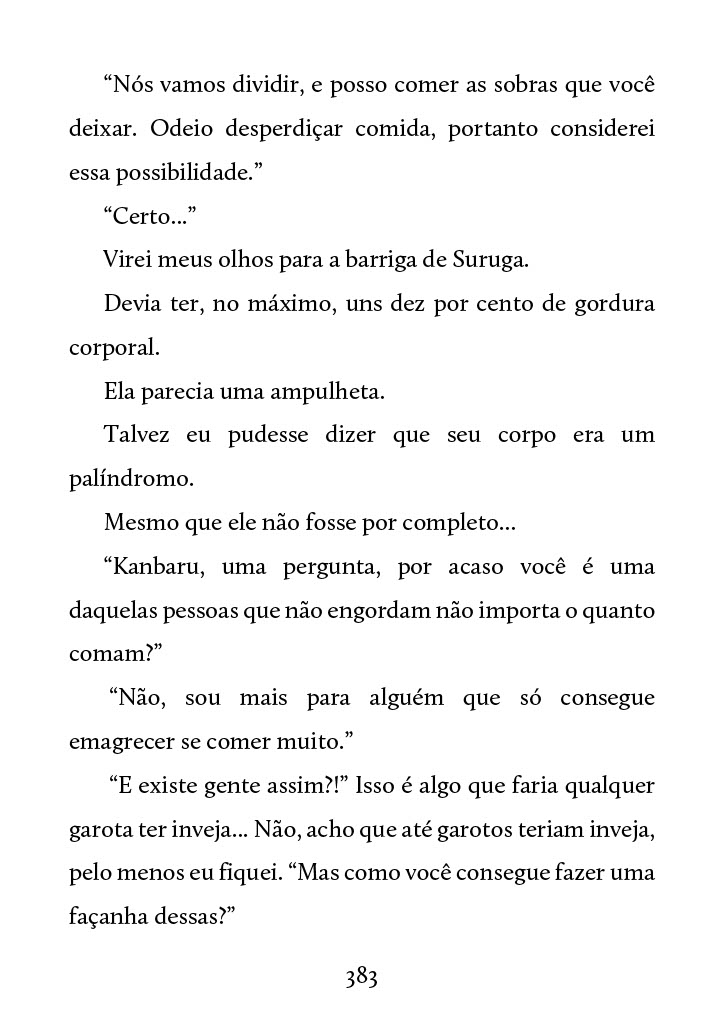 “Nós vamos dividir, e posso comer as sobras que você
deixar. Odeio desperdiçar comida, portanto considerei
essa possibilidade.”
“Certo...”
Virei meus olhos para a barriga de Suruga.
Devia ter, no máximo, uns dez por cento de gordura
corporal.
Ela parecia uma ampulheta.
Talvez eu pudesse dizer que seu corpo era um
palíndromo.
Mesmo que ele não fosse por completo...
“Kanbaru, uma pergunta, por acaso você é uma
daquelas pessoas que não engordam não importa o quanto
comam?”
“Não, sou mais para alguém que só consegue
emagrecer se comer muito.”
“E existe gente assim?!” Isso é algo que faria qualquer
garota ter inveja... Não, acho que até garotos teriam inveja,
pelo menos eu fiquei. “Mas como você consegue fazer uma
façanha dessas?”
383